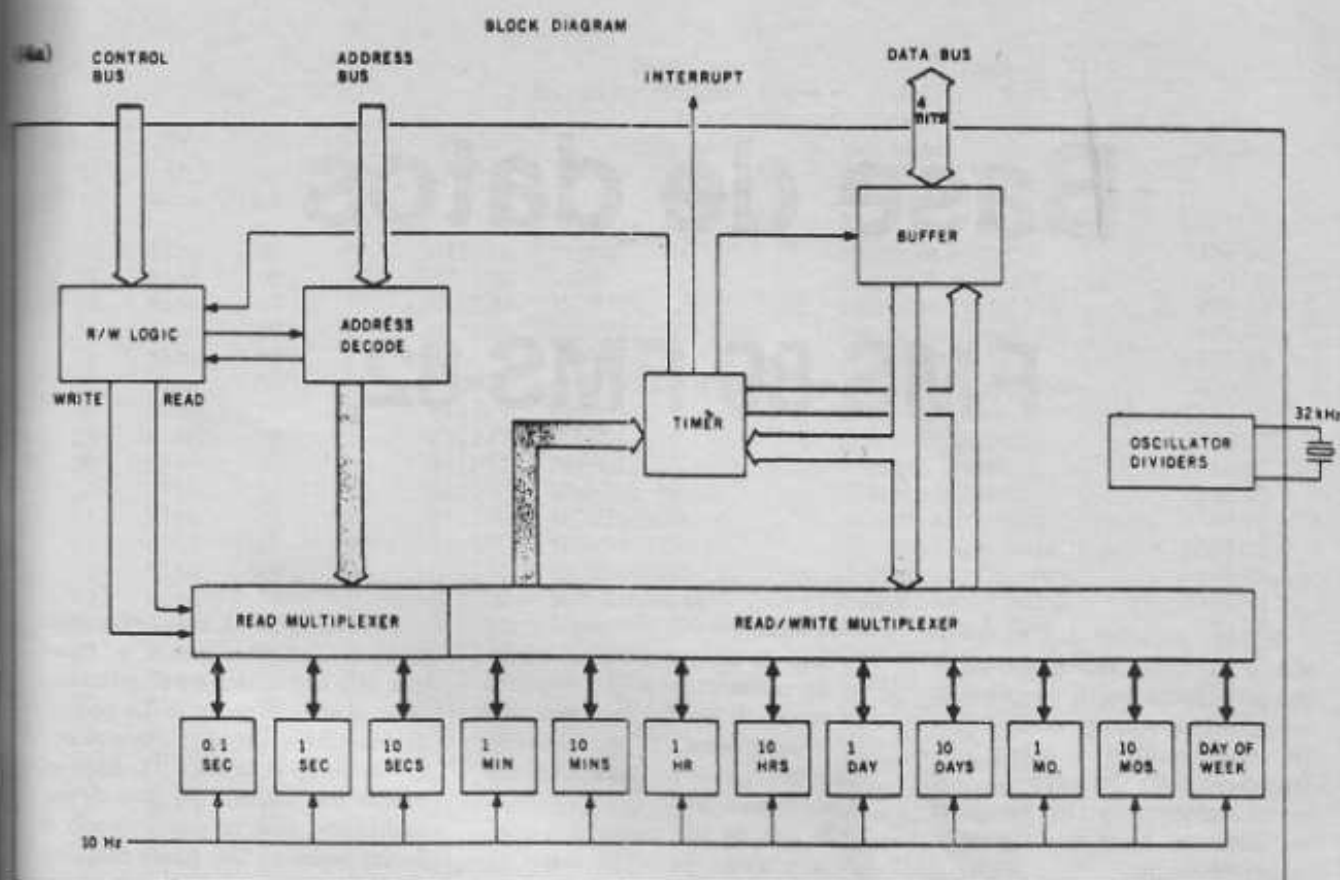 BLOCK DIAGRAM
CONTROL
BUS
ADDRESS
BUS
INTERRUPT
DATA BUS
4
BITS
BUFFER
R/W LOGIC
ADDRESS
DECODE
WRITE
READ
TIMER
32 kHz
OSCILLATOR
DIVIDERS
READ MULTIPLEXER
READ/WRITE MULTIPLEXER
0.1
SEC
1
SEC
10
SECS
1
MIN
10
MINS
1
HR
10
HRS
1
DAY
10
DAYS
1
MO.
10
MOS.
DAY OF
WEEK
10 Hz